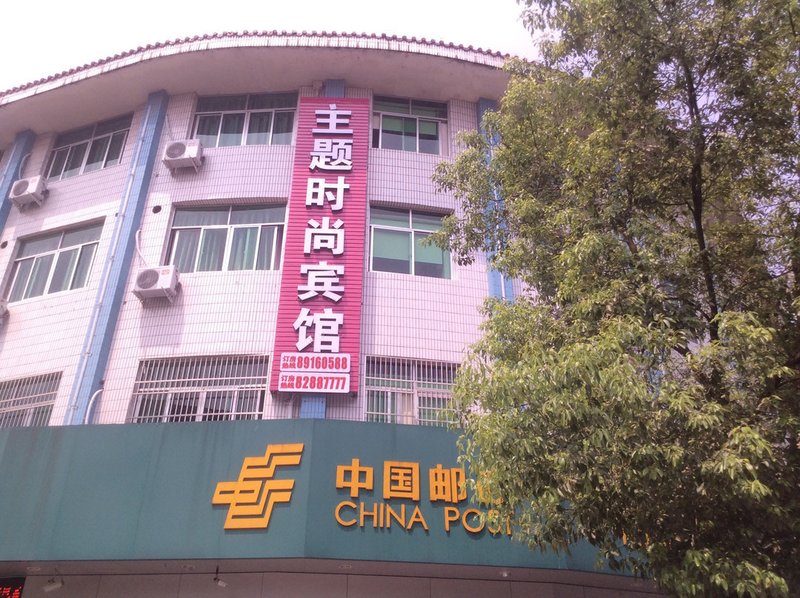 主题时尚宾馆
订房热线 89160588
订房热线 82887777
中国邮
CHINA POST